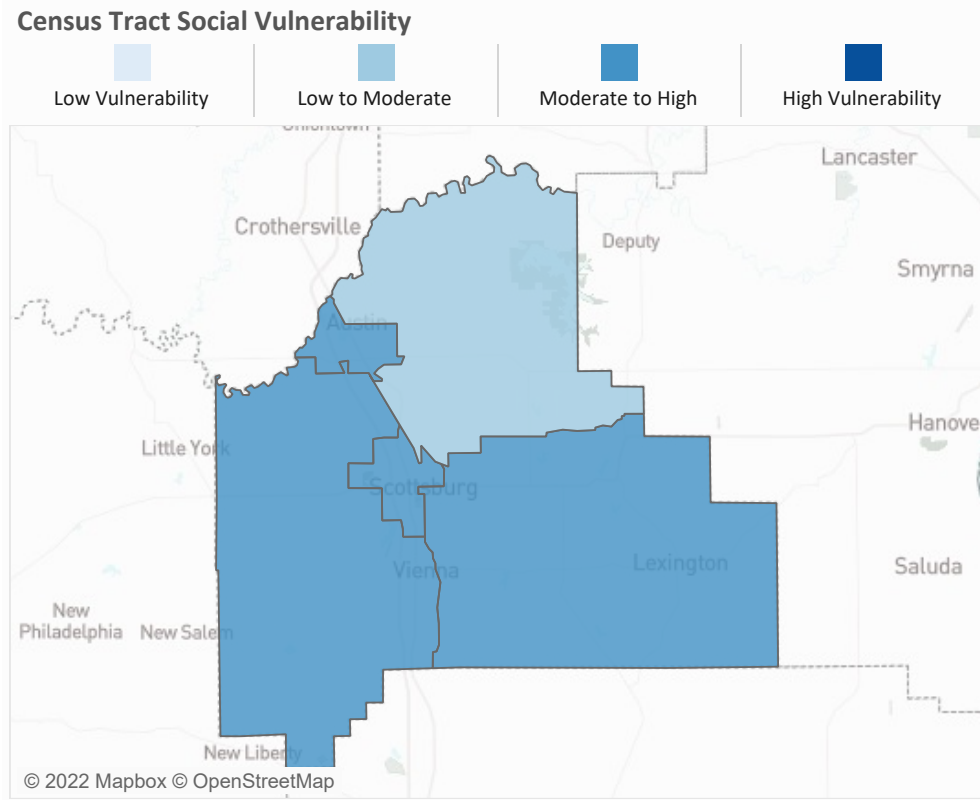 Census Tract Social Vulnerability
Low Vulnerability
Low to Moderate
Moderate to High
High Vulnerability
Uniontown
Lancaster
Crothersville
Deputy
Smyrna
Austin
Hanove
Little York
Scottsburg
Vienna
Lexington
Saluda
New
Philadelphia
New Salem
New Liberty
© 2022 Mapbox © OpenStreetMap